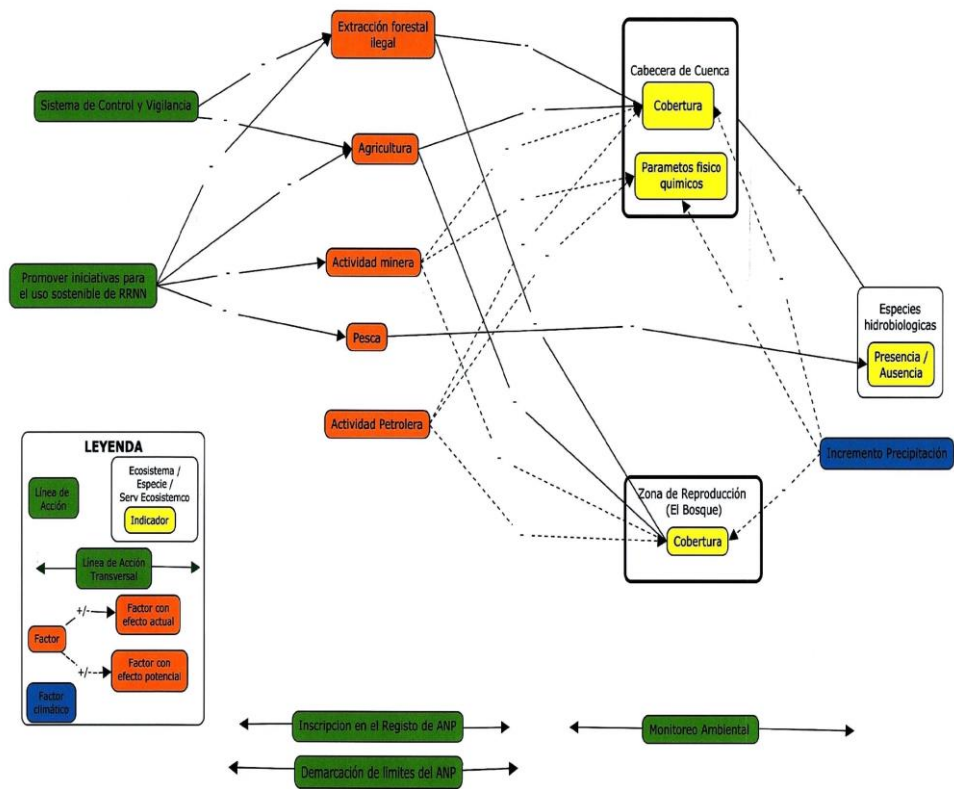 Extracción forestal
ilegal
Sistema de Control y Vigilancia
Agricultura
Promover iniciativas para
el uso sostenible de RRNN
Actividad minera
Pesca
Actividad Petrolera
Cabecera de Cuenca
Cobertura
Parametos fisico
quimicos
+
Especies
hidrobiologicas
Presencia /
Ausencia
Incremento Precipitación
Zona de Reproducción
(El Bosque)
Cobertura
LEYENDA
Línea de
Acción
Ecosistema /
Especie /
Serv Ecosistemco
Indicador
Línea de Acción
Transversal
Factor
+/-
Factor con
efecto actual
+/-
Factor con
efecto potencial
Factor
climático
Inscripcion en el Registo de ANP
Monitoreo Ambiental
Demarcación de limites del ANP